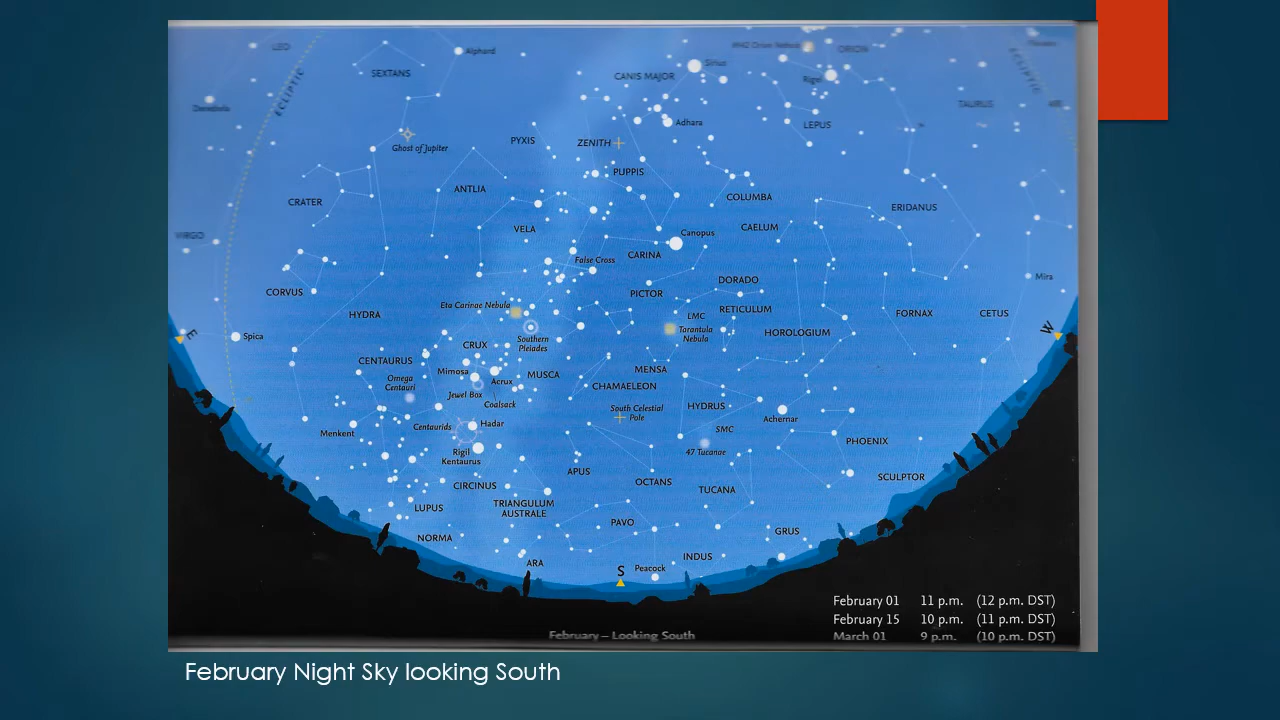 LEO
Alphard
M42 Orion Nebula
ORION
SEXTANS
CANIS MAJOR
Sirius
Rigel
ECLIPTIC
ECLIPTIC
Denebola
TAURUS
Adhara
LEPUS
Ghost of Jupiter
PYXIS
ZENITH
PUPPIS
CRATER
ANTLIA
COLUMBA
ERIDANUS
VIRGO
VELA
Canopus
CAELUM
False Cross
CARINA
Mira
CORVUS
PICTOR
DORADO
Eta Carinae Nebula
HYDRA
LMC
RETICULUM
FORNAX
CETUS
E
Spica
Southern
Pleiades
Tarantula
Nebula
HOROLOGIUM
W
CRUX
CENTAURUS
Mimosa
Acrux
MUSCA
MENSA
CHAMAELEON
Omega
Centauri
Jewel Box
Coalsack
South Celestial
Pole
HYDRUS
Achernar
Menkent
Centaurids
Hadar
SMC
47 Tucanae
PHOENIX
Rigil
Kentaurus
APUS
OCTANS
TUCANA
SCULPTOR
CIRCINUS
LUPUS
TRIANGULUM
AUSTRALE
PAVO
GRUS
NORMA
ARA
S
Peacock
INDUS
February 01 11 p.m. (12 p.m. DST)
February 15 10 p.m. (11 p.m. DST)
March 01 9 p.m. (10 p.m. DST)
February – Looking South
February Night Sky looking South